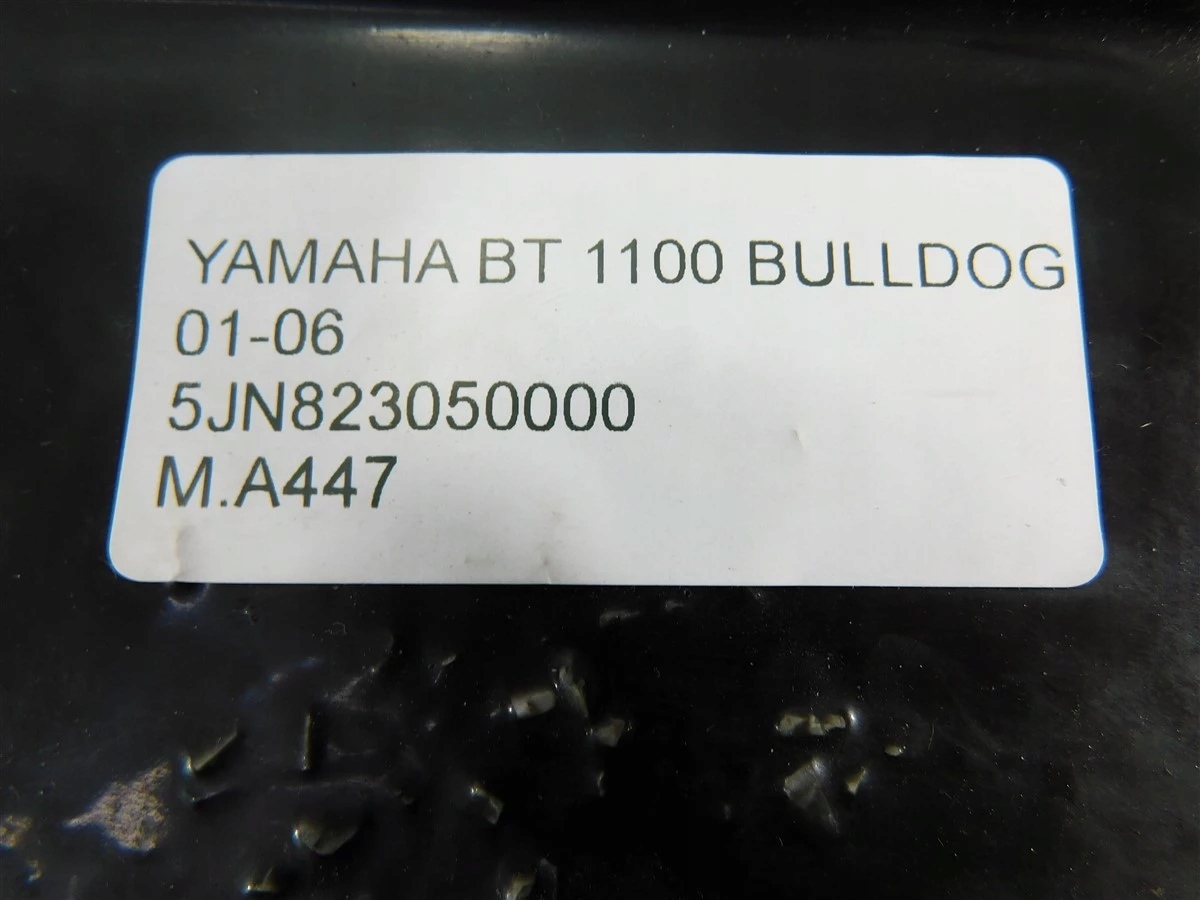 YAMAHA BT 1100 BULLDOG
01-06
5JN823050000
M.A447